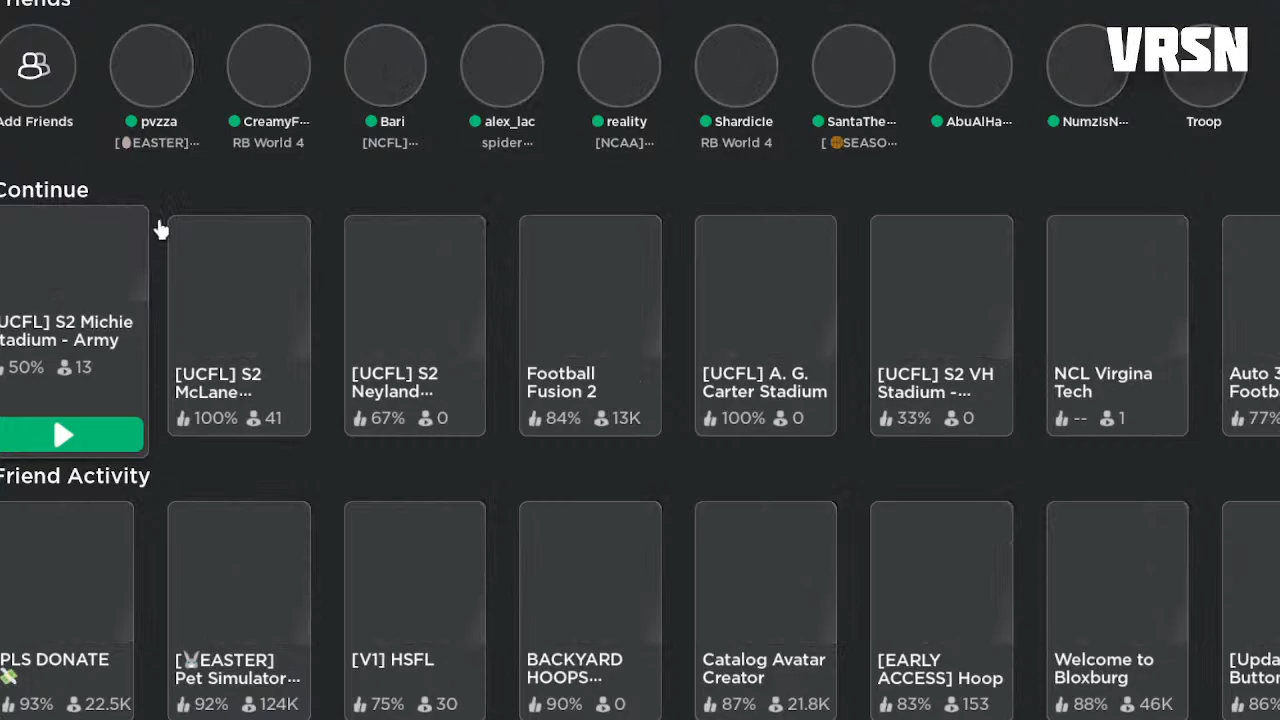 VRSN
Add Friends
pvzza
CreamyF...
Bari
alex_lac
reality
Shardicle
SantaThe...
AbuAlHa...
NumzIsN...
Troop
[🥚EASTER]...
RB World 4
[NCFL]...
spider...
[NCAA]...
RB World 4
[ 🏀SEASO...
Continue
[UCFL] S2 Michie
Stadium - Army
50% 13
[UCFL] S2
McLane...
100% 41
[UCFL] S2
Neyland...
67% 0
Football
Fusion 2
84% 13K
[UCFL] A. G.
Carter Stadium
100% 0
[UCFL] S2 VH
Stadium -...
33% 0
NCL Virgina
Tech
-- 1
Auto 3
Footb
77%
Friend Activity
PLS DONATE
💸
93% 22.5K
[🐰EASTER]
Pet Simulator...
92% 124K
[V1] HSFL
75% 30
BACKYARD
HOOPS...
90% 0
Catalog Avatar
Creator
87% 21.8K
[EARLY
ACCESS] Hoop
83% 153
Welcome to
Bloxburg
88% 46K
[Upda
Button
86%